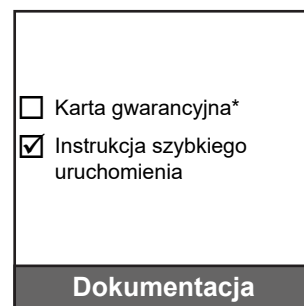 Karta gwarancyjna*
Instrukcja szybkiego
uruchomienia
Dokumentacja